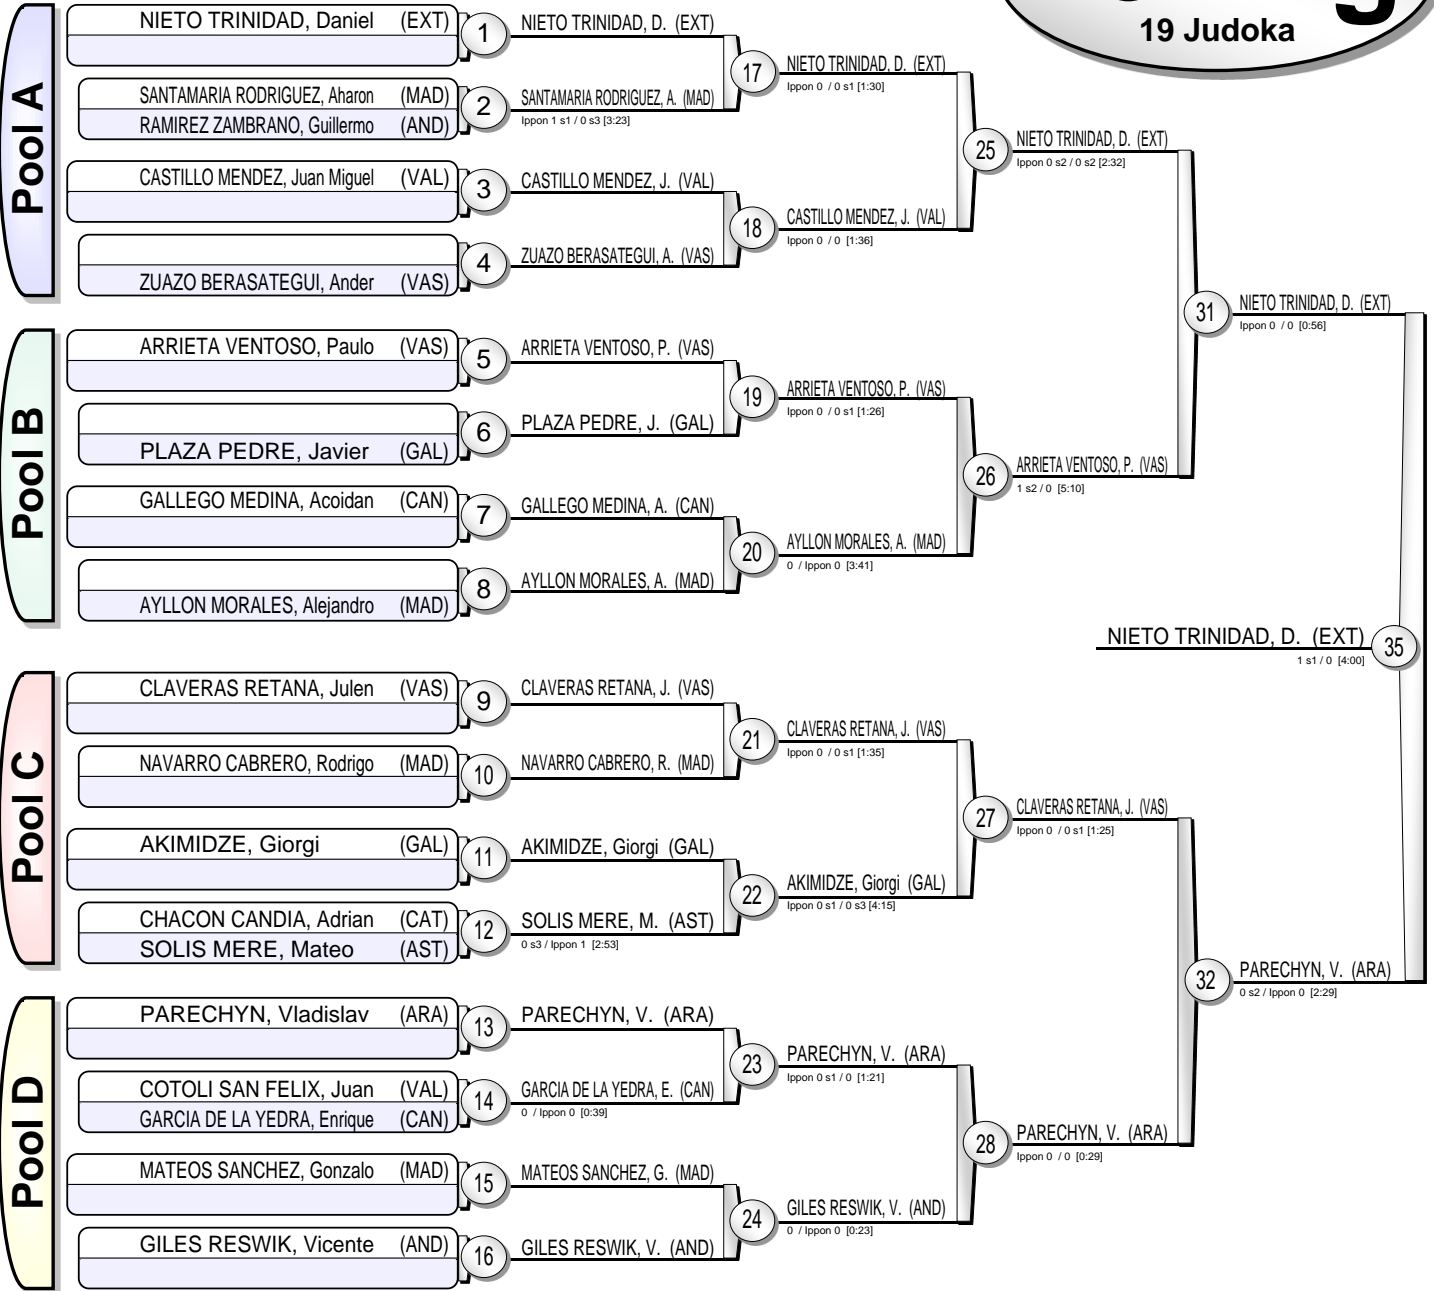 19 Judoka
Pool A
NIETO TRINIDAD, Daniel (EXT)
1
NIETO TRINIDAD, D. (EXT)
SANTAMARIA RODRIGUEZ, Aharon (MAD)
RAMIREZ ZAMBRANO, Guillermo (AND)
2
SANTAMARIA RODRIGUEZ, A. (MAD)
Ippon 1 s1 / 0 s3 [3:23]
17
NIETO TRINIDAD, D. (EXT)
Ippon 0 / 0 s1 [1:30]
CASTILLO MENDEZ, Juan Miguel (VAL)
3
CASTILLO MENDEZ, J. (VAL)
ZUAZO BERASATEGUI, Ander (VAS)
4
ZUAZO BERASATEGUI, A. (VAS)
18
CASTILLO MENDEZ, J. (VAL)
Ippon 0 / 0 [1:36]
25
NIETO TRINIDAD, D. (EXT)
Ippon 0 s2 / 0 s2 [2:32]
Pool B
ARRIETA VENTOSO, Paulo (VAS)
5
ARRIETA VENTOSO, P. (VAS)
PLAZA PEDRE, Javier (GAL)
6
PLAZA PEDRE, J. (GAL)
19
ARRIETA VENTOSO, P. (VAS)
Ippon 0 / 0 s1 [1:26]
GALLEGO MEDINA, Acoidan (CAN)
7
GALLEGO MEDINA, A. (CAN)
AYLLON MORALES, Alejandro (MAD)
8
AYLLON MORALES, A. (MAD)
20
AYLLON MORALES, A. (MAD)
0 / Ippon 0 [3:41]
26
ARRIETA VENTOSO, P. (VAS)
1 s2 / 0 [5:10]
31
NIETO TRINIDAD, D. (EXT)
Ippon 0 / 0 [0:56]
NIETO TRINIDAD, D. (EXT)
1 s1 / 0 [4:00]
35
Pool C
CLAVERAS RETANA, Julen (VAS)
9
CLAVERAS RETANA, J. (VAS)
NAVARRO CABRERO, Rodrigo (MAD)
10
NAVARRO CABRERO, R. (MAD)
21
CLAVERAS RETANA, J. (VAS)
Ippon 0 / 0 s1 [1:35]
AKIMIDZE, Giorgi (GAL)
11
AKIMIDZE, Giorgi (GAL)
CHACON CANDIA, Adrian (CAT)
SOLIS MERE, Mateo (AST)
12
SOLIS MERE, M. (AST)
0 s3 / Ippon 1 [2:53]
22
AKIMIDZE, Giorgi (GAL)
Ippon 0 s1 / 0 s3 [4:15]
27
CLAVERAS RETANA, J. (VAS)
Ippon 0 / 0 s1 [1:25]
Pool D
PARECHYN, Vladislav (ARA)
13
PARECHYN, V. (ARA)
COTOLI SAN FELIX, Juan (VAL)
GARCIA DE LA YEDRA, Enrique (CAN)
14
GARCIA DE LA YEDRA, E. (CAN)
0 / Ippon 0 [0:39]
23
PARECHYN, V. (ARA)
Ippon 0 s1 / 0 [1:21]
MATEOS SANCHEZ, Gonzalo (MAD)
15
MATEOS SANCHEZ, G. (MAD)
GILES RESWIK, Vicente (AND)
16
GILES RESWIK, V. (AND)
24
GILES RESWIK, V. (AND)
0 / Ippon 0 [0:23]
28
PARECHYN, V. (ARA)
Ippon 0 / 0 [0:29]
32
PARECHYN, V. (ARA)
0 s2 / Ippon 0 [2:29]